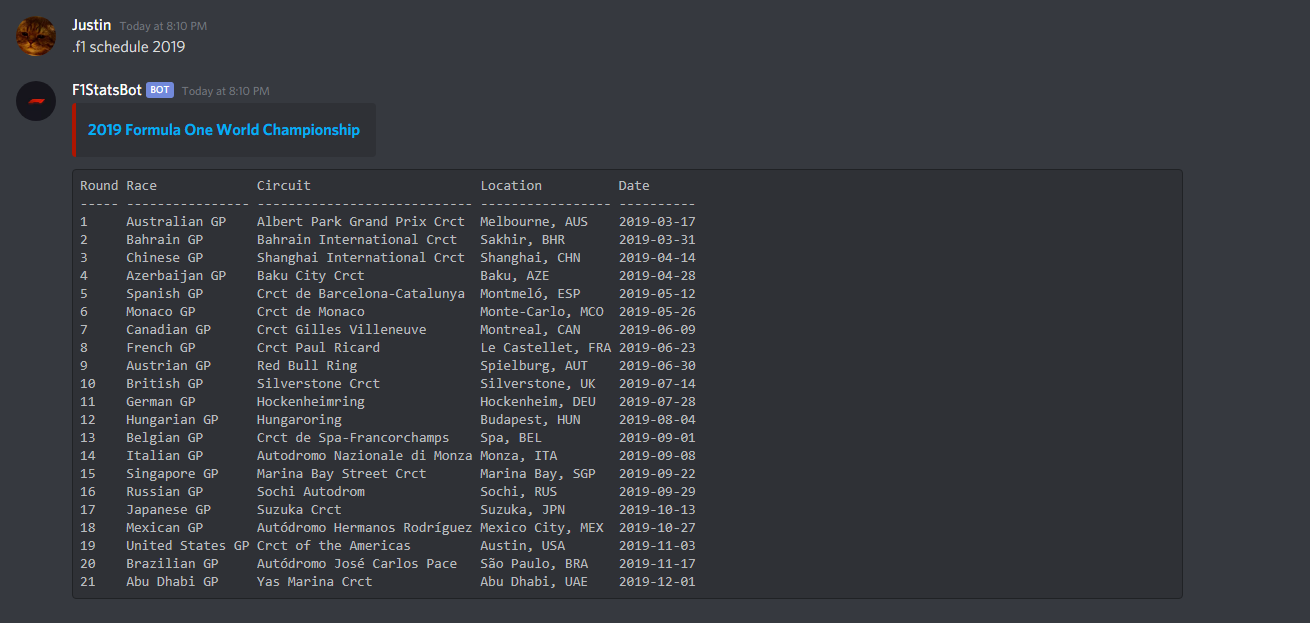 Justin Today at 8:10 PM
.f1 schedule 2019
F1StatsBot BOT Today at 8:10 PM
2019 Formula One World Championship
Round Race             Circuit                      Location          Date
----- ---------------- ---------------------------- ----------------- ----------
1     Australian GP    Albert Park Grand Prix Crct  Melbourne, AUS    2019-03-17
2     Bahrain GP       Bahrain International Crct   Sakhir, BHR       2019-03-31
3     Chinese GP       Shanghai International Crct  Shanghai, CHN     2019-04-14
4     Azerbaijan GP    Baku City Crct               Baku, AZE         2019-04-28
5     Spanish GP       Crct de Barcelona-Catalunya  Montmeló, ESP     2019-05-12
6     Monaco GP        Crct de Monaco               Monte-Carlo, MCO  2019-05-26
7     Canadian GP      Crct Gilles Villeneuve       Montreal, CAN     2019-06-09
8     French GP        Crct Paul Ricard             Le Castellet, FRA 2019-06-23
9     Austrian GP      Red Bull Ring                Spielburg, AUT    2019-06-30
10    British GP       Silverstone Crct             Silverstone, UK   2019-07-14
11    German GP        Hockenheimring               Hockenheim, DEU   2019-07-28
12    Hungarian GP     Hungaroring                  Budapest, HUN     2019-08-04
13    Belgian GP       Crct de Spa-Francorchamps    Spa, BEL          2019-09-01
14    Italian GP       Autodromo Nazionale di Monza Monza, ITA        2019-09-08
15    Singapore GP     Marina Bay Street Crct       Marina Bay, SGP   2019-09-22
16    Russian GP       Sochi Autodrom               Sochi, RUS        2019-09-29
17    Japanese GP      Suzuka Crct                  Suzuka, JPN       2019-10-13
18    Mexican GP       Autódromo Hermanos Rodríguez Mexico City, MEX  2019-10-27
19    United States GP Crct of the Americas         Austin, USA       2019-11-03
20    Brazilian GP     Autódromo José Carlos Pace   São Paulo, BRA    2019-11-17
21    Abu Dhabi GP     Yas Marina Crct              Abu Dhabi, UAE    2019-12-01